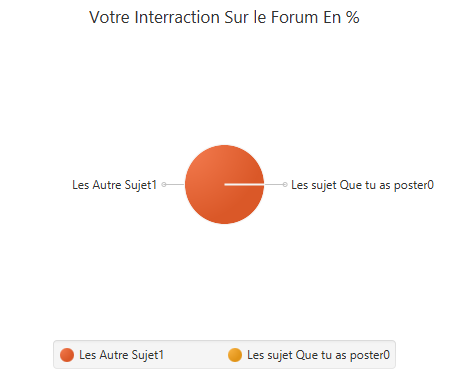 Votre Interraction Sur le Forum En %
Les Autre Sujet1
Les sujet Que tu as poster0
Les Autre Sujet1
Les sujet Que tu as poster0